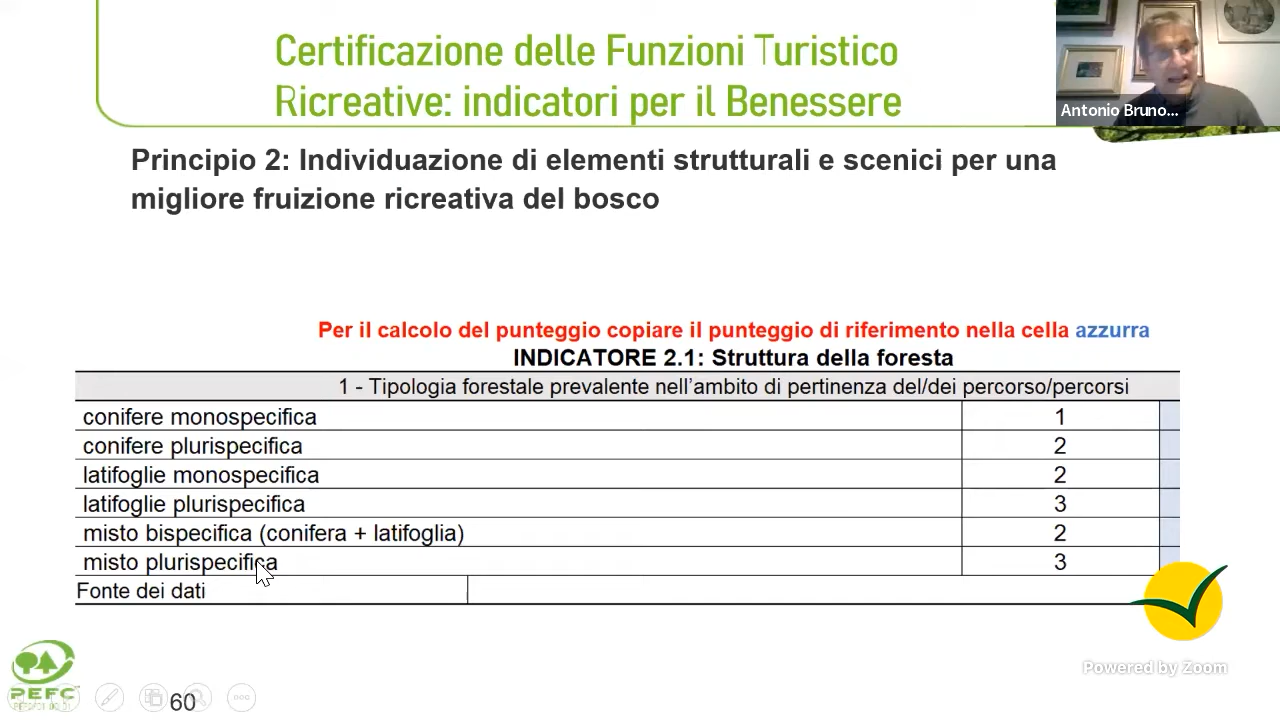 Certificazione delle Funzioni Turistico
Ricreative: indicatori per il Benessere
Antonio Bruno...
Principio 2: Individuazione di elementi strutturali e scenici per una
migliore fruizione ricreativa del bosco
Per il calcolo del punteggio copiare il punteggio di riferimento nella cella azzurra
INDICATORE 2.1: Struttura della foresta
1 - Tipologia forestale prevalente nell'ambito di pertinenza del/dei percorso/percorsi
conifere monospecifica 1
conifere plurispecifica 2
latifoglie monospecifica 2
latifoglie plurispecifica 3
misto bispecifica (conifera + latifoglia) 2
misto plurispecifica 3
Fonte dei dati
Powered by Zoom
PEFC
60